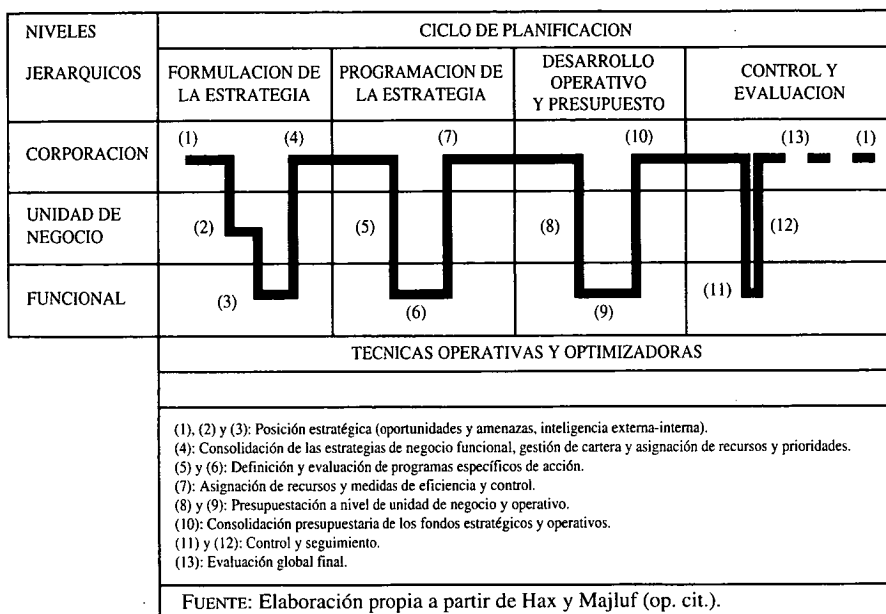 NIVELES
JERARQUICOS
CICLO DE PLANIFICACION
FORMULACION DE
LA ESTRATEGIA
PROGRAMACION DE
LA ESTRATEGIA
DESARROLLO
OPERATIVO
Y PRESUPUESTO
CONTROL Y
EVALUACION
CORPORACION
(1)
(4)
(7)
(10)
(13)
(1)
UNIDAD DE
NEGOCIO
(2)
(5)
(8)
(12)
FUNCIONAL
(3)
(6)
(9)
(11)
TECNICAS OPERATIVAS Y OPTIMIZADORAS
(1), (2) y (3): Posición estratégica (oportunidades y amenazas, inteligencia externa-interna).
(4): Consolidación de las estrategias de negocio funcional, gestión de cartera y asignación de recursos y prioridades.
(5) y (6): Definición y evaluación de programas específicos de acción.
(7): Asignación de recursos y medidas de eficiencia y control.
(8) y (9): Presupuestación a nivel de unidad de negocio y operativo.
(10): Consolidación presupuestaria de los fondos estratégicos y operativos.
(11) y (12): Control y seguimiento.
(13): Evaluación global final.
FUENTE: Elaboración propia a partir de Hax y Majluf (op. cit.).